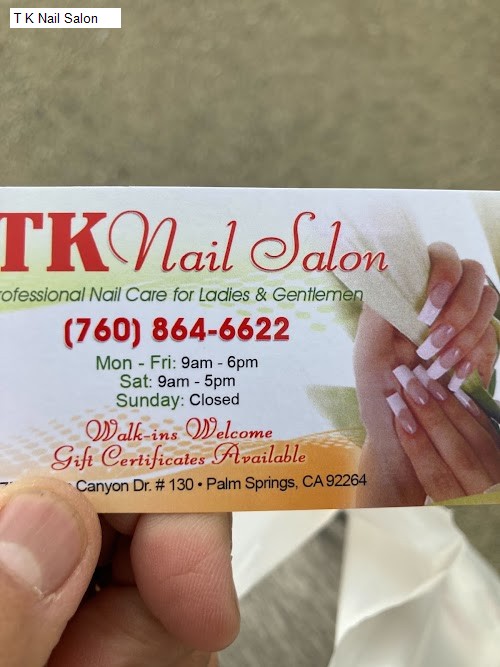 T K Nail Salon
TK Nail Salon
rofessional Nail Care for Ladies & Gentlemen
(760) 864-6622
Mon - Fri: 9am - 6pm
Sat: 9am - 5pm
Sunday: Closed
Walk-ins Welcome
Gift Certificates Available
Canyon Dr. # 130 • Palm Springs, CA 92264